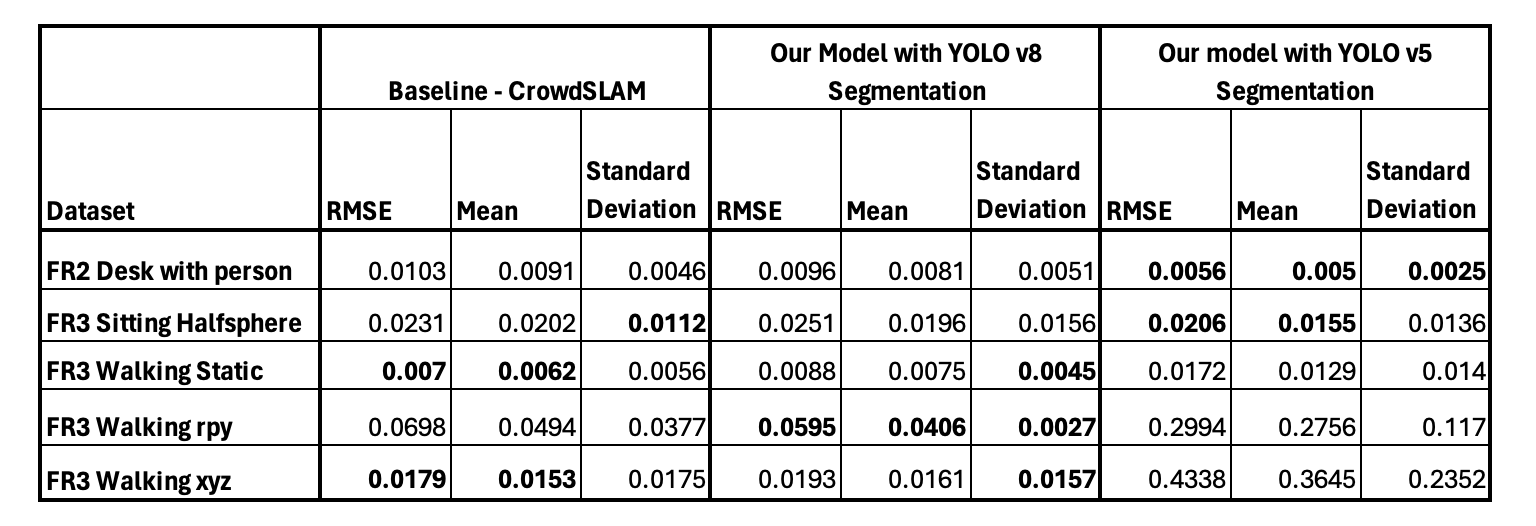 Baseline - CrowdSLAM
Our Model with YOLO v8
Segmentation
Our model with YOLO v5
Segmentation
Dataset RMSE Mean Standard Deviation RMSE Mean Standard Deviation RMSE Mean Standard Deviation
FR2 Desk with person 0.0103 0.0091 0.0046 0.0096 0.0081 0.0051 0.0056 0.005 0.0025
FR3 Sitting Halfsphere 0.0231 0.0202 0.0112 0.0251 0.0196 0.0156 0.0206 0.0155 0.0136
FR3 Walking Static 0.007 0.0062 0.0056 0.0088 0.0075 0.0045 0.0172 0.0129 0.014
FR3 Walking rpy 0.0698 0.0494 0.0377 0.0595 0.0406 0.0027 0.2994 0.2756 0.117
FR3 Walking xyz 0.0179 0.0153 0.0175 0.0193 0.0161 0.0157 0.4338 0.3645 0.2352